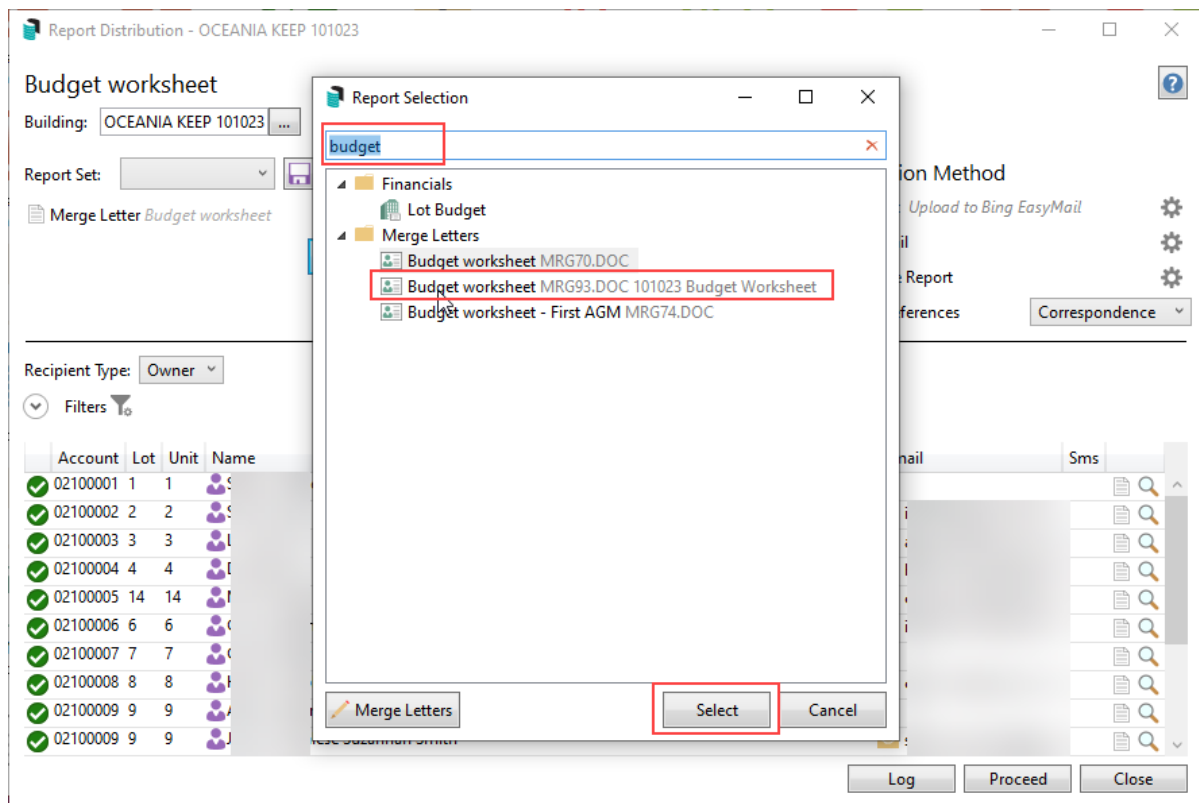 Report Distribution - OCEANIA KEEP 101023
Budget worksheet
Building: OCEANIA KEEP 101023 ...
Report Set:
Merge Letter Budget worksheet
Report Selection
budget
Financials
Lot Budget
Merge Letters
Budget worksheet MRG70.DOC
Budget worksheet MRG93.DOC 101023 Budget Worksheet
Budget worksheet - First AGM MRG74.DOC
Merge Letters
Select
Cancel
ion Method
Upload to Bing EasyMail
il
Report
ferences
Correspondence
Recipient Type: Owner
Filters
Account Lot Unit Name
nail
Sms
02100001 1 1
02100002 2 2
02100003 3 3
02100004 4 4
02100005 14 14
02100006 6 6
02100007 7 7
02100008 8 8
02100009 9 9
02100009 9 9
Log
Proceed
Close